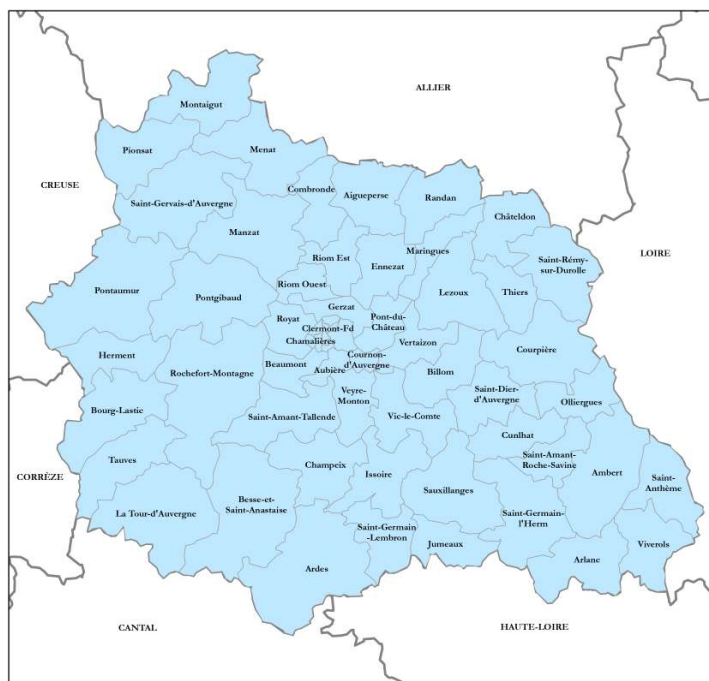 ALLIER
Montaigut
Pionsat
Menat
CREUSE
Combronde
Aigueperse
Randan
Saint-Gervais-d'Auvergne
Châteldon
Manzat
Maringues
Riom Est
Ennezat
Saint-Rémy-
sur-Durolle
LOIRE
Riom Ouest
Pontaumur
Pontgibaud
Lezoux
Thiers
Gerzat
Royat
Pont-du-
Château
Clermont-Fd
Chamalières
Vertaizon
Herment
Courpière
Cournon-
d'Auvergne
Beaumont
Aubière
Rochefort-Montagne
Billom
Saint-Dier-
d'Auvergne
Veyre-
Monton
Olliergues
Bourg-Lastie
Saint-Amant-Tallende
Vic-le-Comte
Cunlhat
Saint-Amant-
Roche-Savine
Tauves
Champeix
Issoire
Ambert
Saint-
Anthème
CORRÈZE
Sauxillanges
Besse-et-
Saint-Anastaise
La Tour-d'Auvergne
Saint-Germain-
l'Herm
Saint-Germain
-Lembron
Jumeaux
Viverols
Arlanc
Ardes
CANTAL
HAUTE-LOIRE